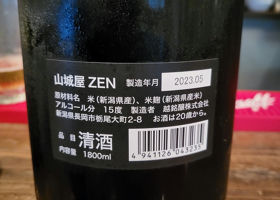 山城屋 ZEN 製造年月 2023.05
原材料名 米(新潟県産)、米麹(新潟県産米)
アルコール分 15度 製造者 越銘醸株式会社
新潟県長岡市栃尾大町2-8 お酒は20歳から。
品目 清酒
内容量 1800ml
4 941126 043235